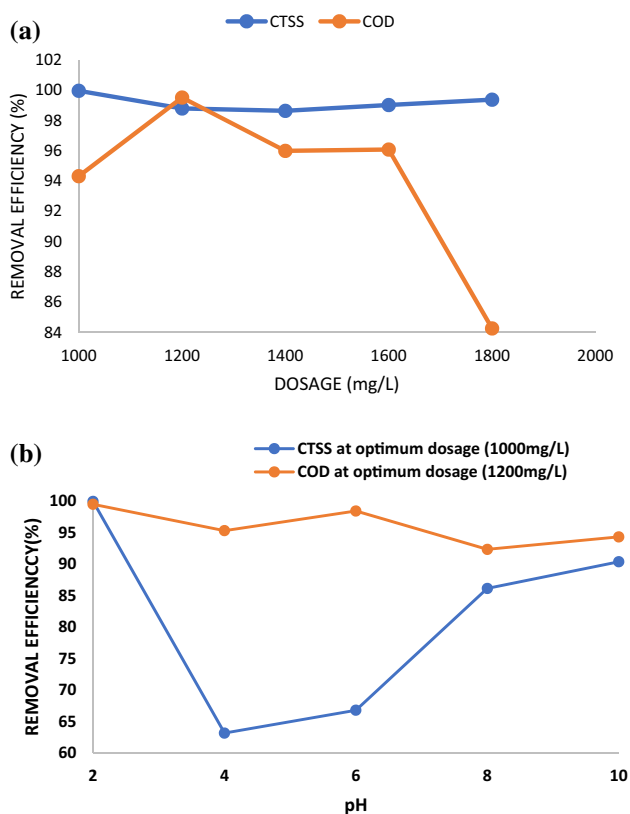 (a)
CTSS COD
REMOVAL EFFICIENCY (%)
102
100
98
96
94
92
90
88
86
84
1000 1200 1400 1600 1800 2000
DOSAGE (mg/L)
(b)
CTSS at optimum dosage (1000mg/L)
COD at optimum dosage (1200mg/L)
REMOVAL EFFICIENCCY(%)
100
95
90
85
80
75
70
65
60
2 4 6 8 10
pH